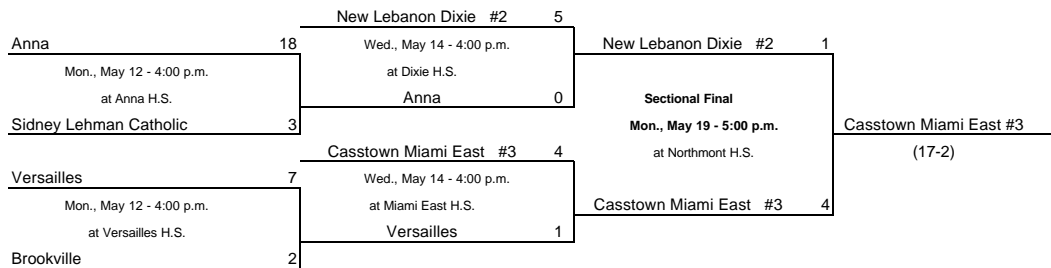 New Lebanon Dixie #2 5
Anna 18
Wed., May 14 - 4:00 p.m.
New Lebanon Dixie #2 1
Mon., May 12 - 4:00 p.m.
at Dixie H.S.
at Anna H.S.
Anna 0
Sectional Final
Sidney Lehman Catholic 3
Mon., May 19 - 5:00 p.m.
Casstown Miami East #3
Casstown Miami East #3 4
at Northmont H.S.
(17-2)
Versailles 7
Wed., May 14 - 4:00 p.m.
Mon., May 12 - 4:00 p.m.
at Miami East H.S.
Casstown Miami East #3 4
at Versailles H.S.
Versailles 1
Brookville 2